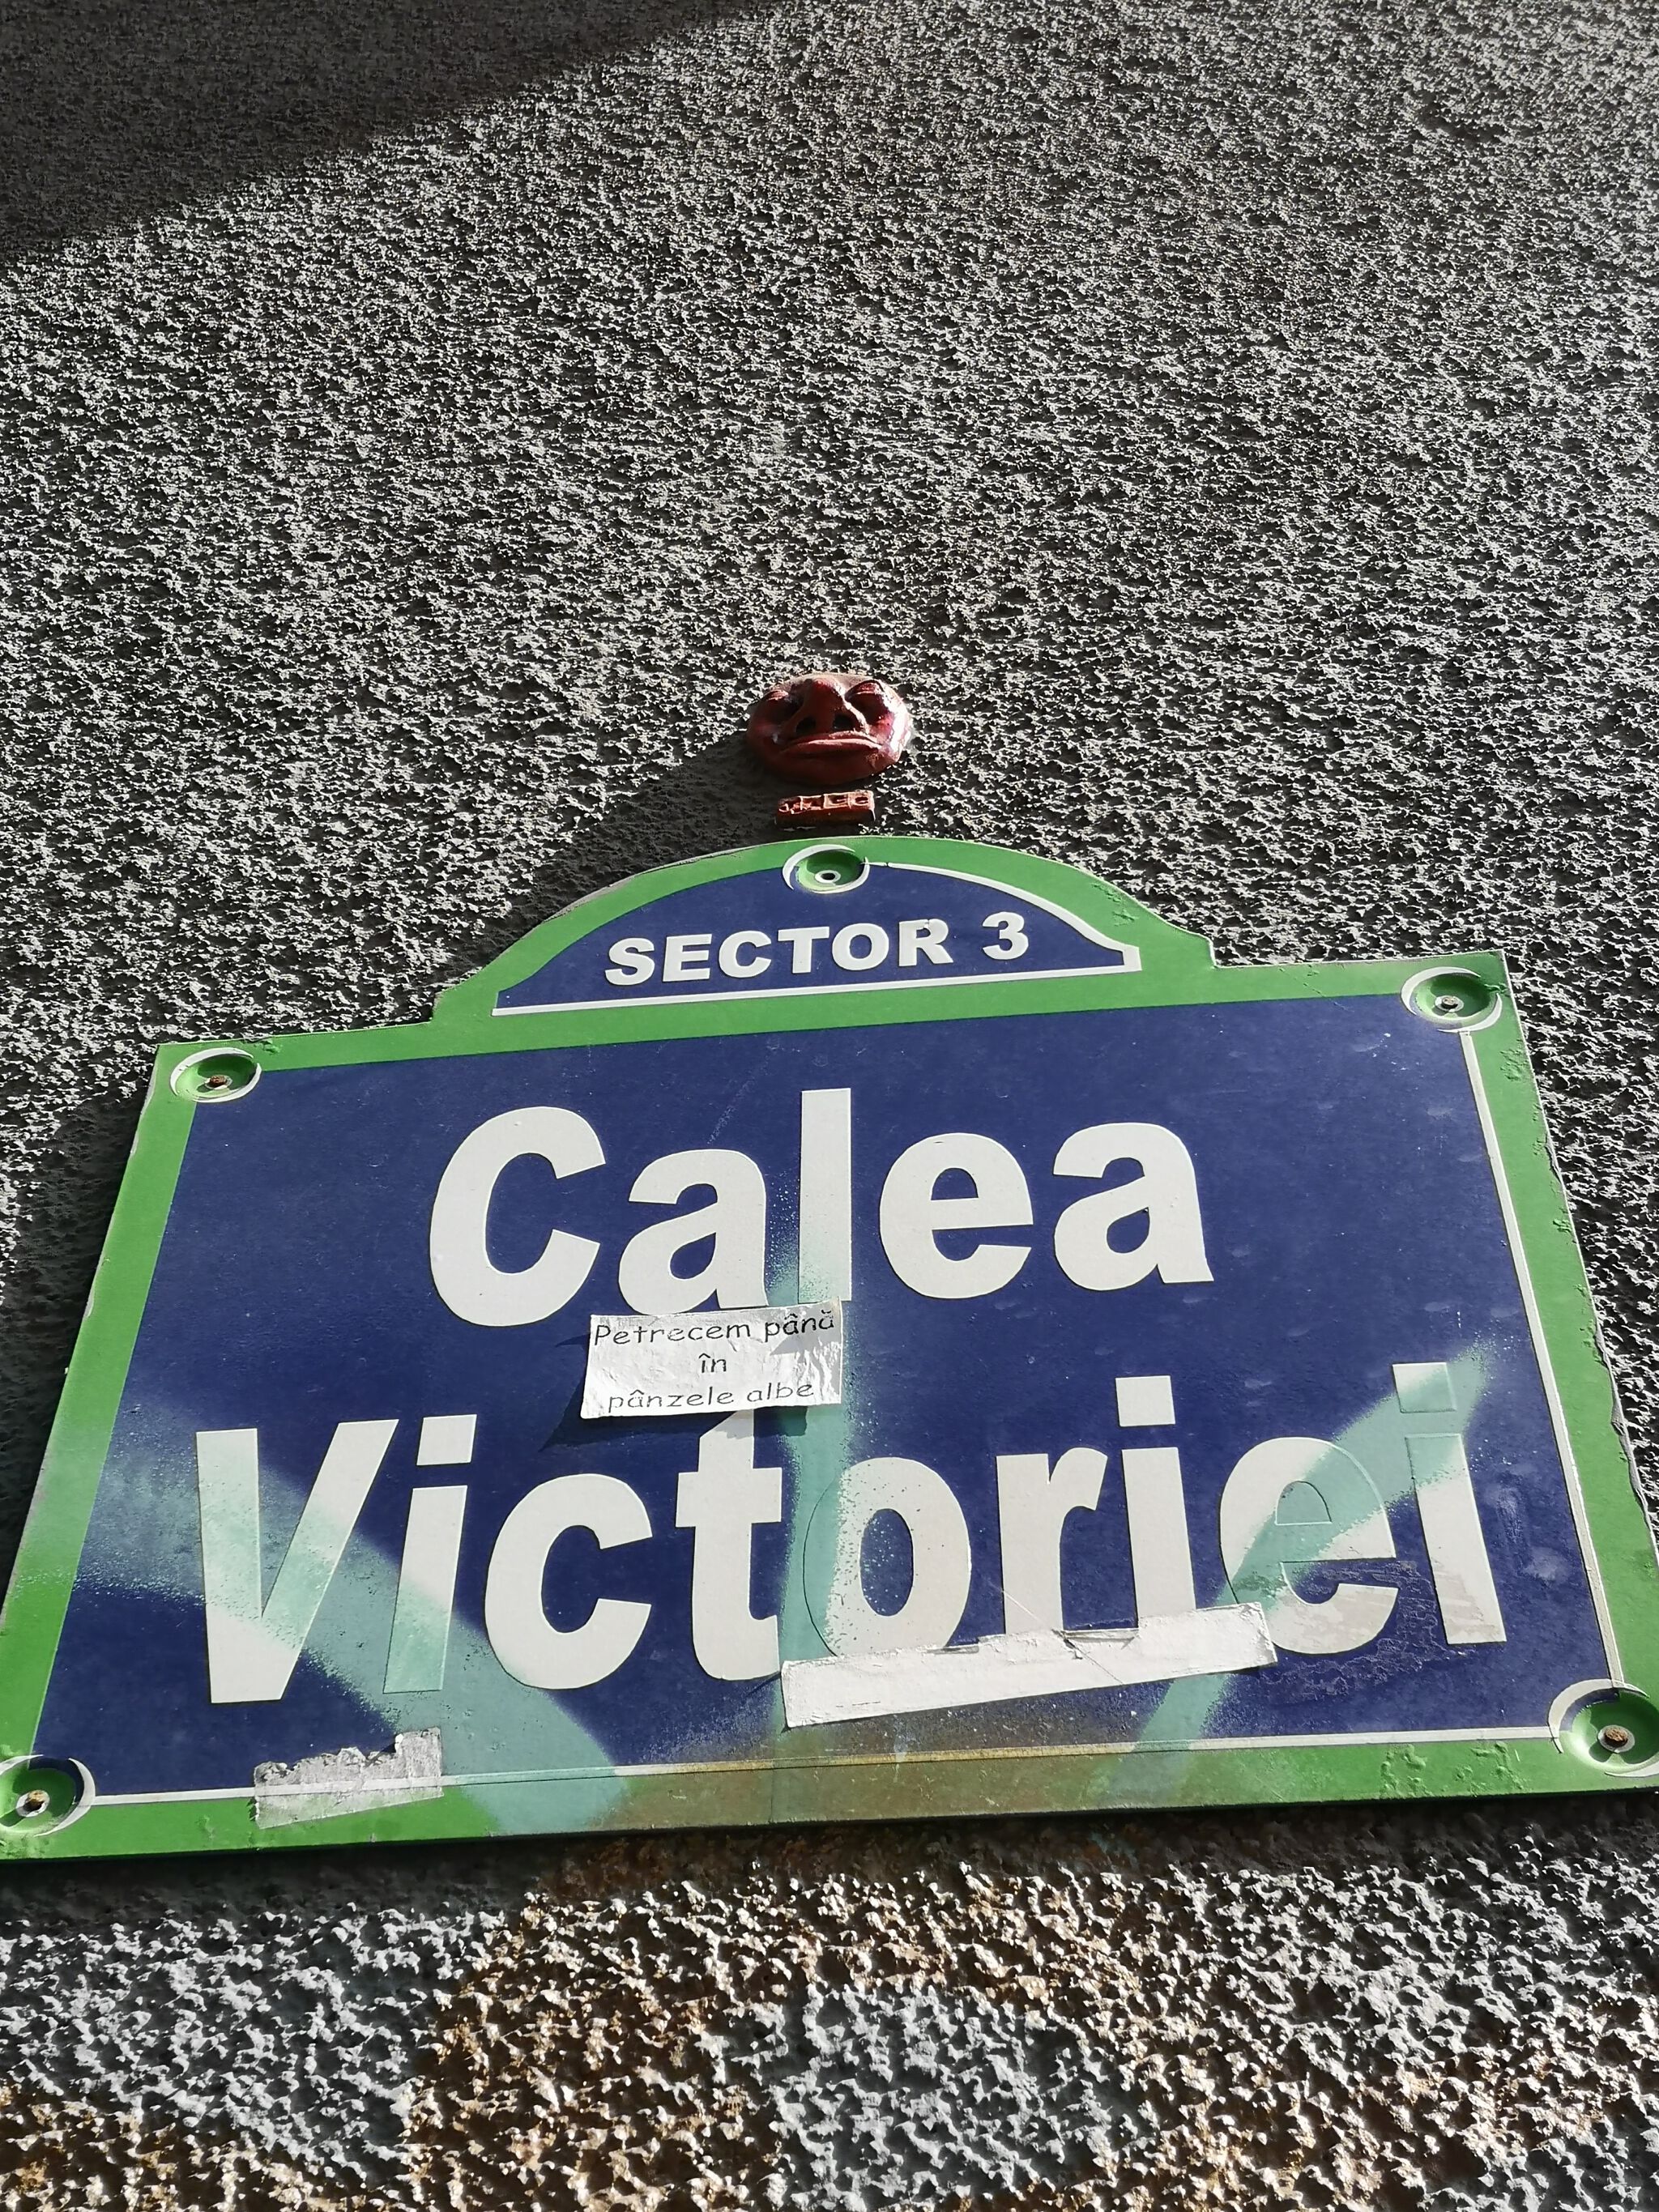 SECTOR 3
Calea
Petrecem până
în
pânzele albe
Victoriei